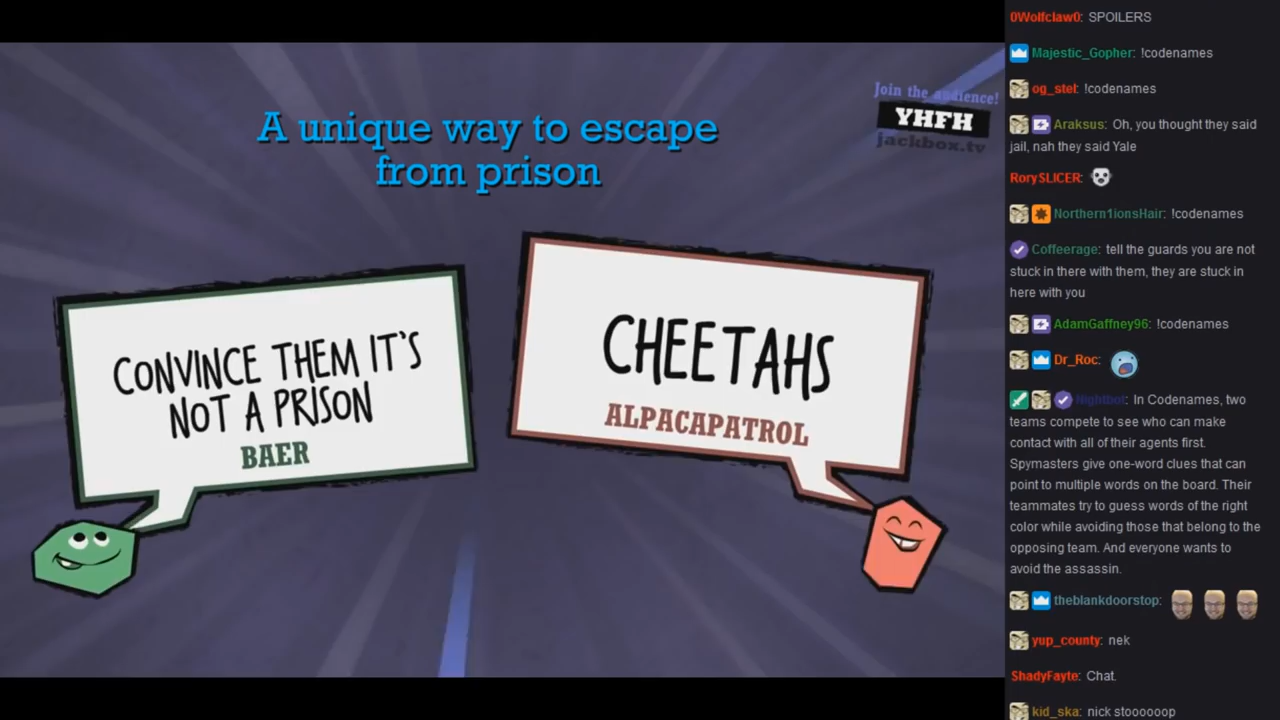 A unique way to escape
from prison
Join the audience!
YHFH
jackbox.tv
CONVINCE THEM IT'S
NOT A PRISON
BAER
CHEETAHS
ALPACAPATROL
0Wolfclaw0: SPOILERS
Majestic_Gopher: !codenames
og_stel: !codenames
Araksus: Oh, you thought they said
jail, nah they said Yale
RorySLICER:
Northern1ionsHair: !codenames
Coffeerage: tell the guards you are not
stuck in there with them, they are stuck in
here with you
AdamGaffney96: !codenames
Dr_Roc:
Nightbot: In Codenames, two
teams compete to see who can make
contact with all of their agents first.
Spymasters give one-word clues that can
point to multiple words on the board. Their
teammates try to guess words of the right
color while avoiding those that belong to the
opposing team. And everyone wants to
avoid the assassin.
theblankdoorstop:
yup_county: nek
ShadyFayte: Chat.
kid_ska: nick stoooooop